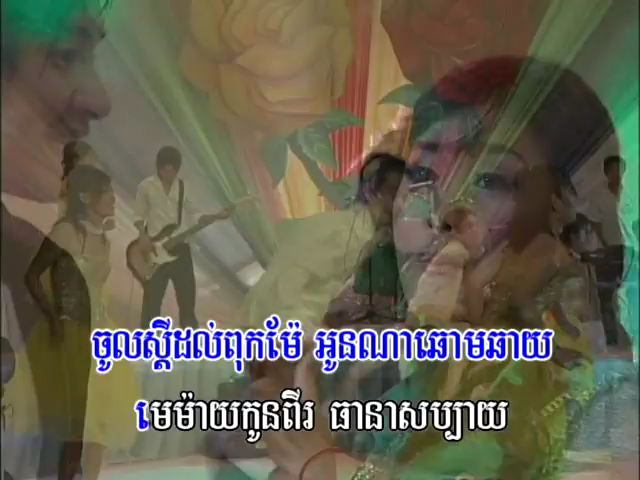 ចូលស្ដីដល់ពុកម៉ែ អូនណាឆោមឆាយ
មេម៉ាយកូនពីរ ធានាសប្បាយ